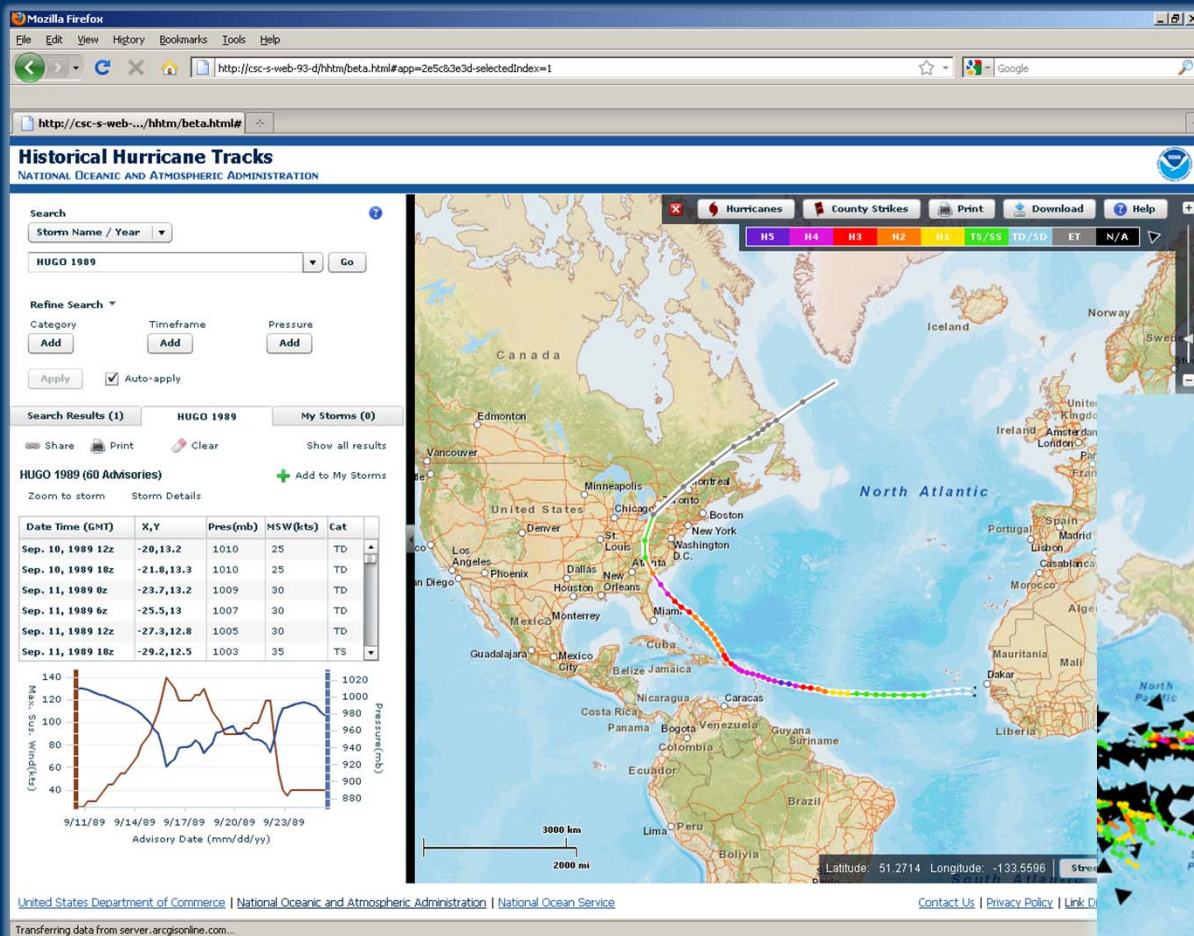 Mozilla Firefox
File Edit View History Bookmarks Tools Help
http://csc-s-web-93-d/hhtm/beta.html#app=2e5c&3e3d-selectedIndex=1
Google
http://csc-s-web-.../hhtm/beta.html#
Historical Hurricane Tracks
NATIONAL OCEANIC AND ATMOSPHERIC ADMINISTRATION
Search
Storm Name / Year
HUGO 1989 Go
Refine Search
Category Timeframe Pressure
Add Add Add
Apply Auto-apply
Search Results (1) HUGO 1989 My Storms (0)
Share Print Clear Show all results
HUGO 1989 (60 Advisories) Add to My Storms
Zoom to storm Storm Details
Date Time (GMT) X,Y Pres(mb) MSW(kts) Cat
Sep. 10, 1989 12z -20,13.2 1010 25 TD
Sep. 10, 1989 18z -21.8,13.3 1010 25 TD
Sep. 11, 1989 0z -23.7,13.2 1009 30 TD
Sep. 11, 1989 6z -25.5,13 1007 30 TD
Sep. 11, 1989 12z -27.3,12.8 1005 30 TD
Sep. 11, 1989 18z -29.2,12.5 1003 35 TS
Max. Sus. Wind(kts)
140
120
100
80
60
40
1020
1000
980
960
940
920
900
880
Pressure(mb)
9/11/89 9/14/89 9/17/89 9/20/89 9/23/89
Advisory Date (mm/dd/yy)
Hurricanes County Strikes Print Download Help
H5 H4 H3 H2 H1 TS/SS TD/SD ET N/A
Iceland
Norway
Canada
Edmonton
Ireland
Amsterdam
London
Vancouver
Minneapolis
North Atlantic
United States
Chicago
Boston
Denver
New York
Portugal
Spain
St. Louis
Washington D.C.
Madrid
Lisbon
Los Angeles
Atlanta
Casablanca
Phoenix
Dallas
New Orleans
Morocco
Houston
Miami
Mexico
Monterrey
Cuba
Guadalajara
Mexico City
Mauritania
Mali
Belize
Jamaica
Dakar
Nicaragua
Caracas
Costa Rica
Panama
Bogota
Venezuela
Guyana
Suriname
Liberia
Colombia
Ecuador
Brazil
Lima
Peru
Bolivia
3000 km
2000 mi
Latitude: 51.2714 Longitude: -133.5596
South Atlantic
North Pacific
United States Department of Commerce | National Oceanic and Atmospheric Administration | National Ocean Service
Contact Us | Privacy Policy | Link
Transferring data from server.arcgisonline.com...